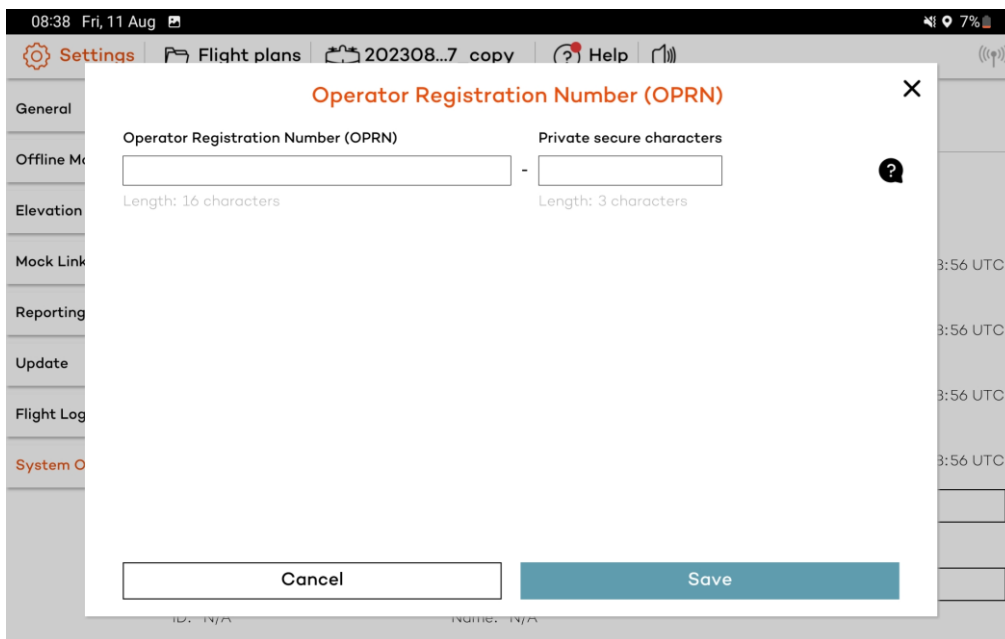 08:38 Fri, 11 Aug 7%
Settings Flight plans 202308...7 copy ? Help
Operator Registration Number (OPRN)
General
Operator Registration Number (OPRN) Private secure characters
Offline Mo
- ?
Length: 16 characters Length: 3 characters
Elevation
Mock Link
3:56 UTC
Reporting
3:56 UTC
Update
3:56 UTC
Flight Log
System O
3:56 UTC
Cancel Save
ID: N/A Name: N/A